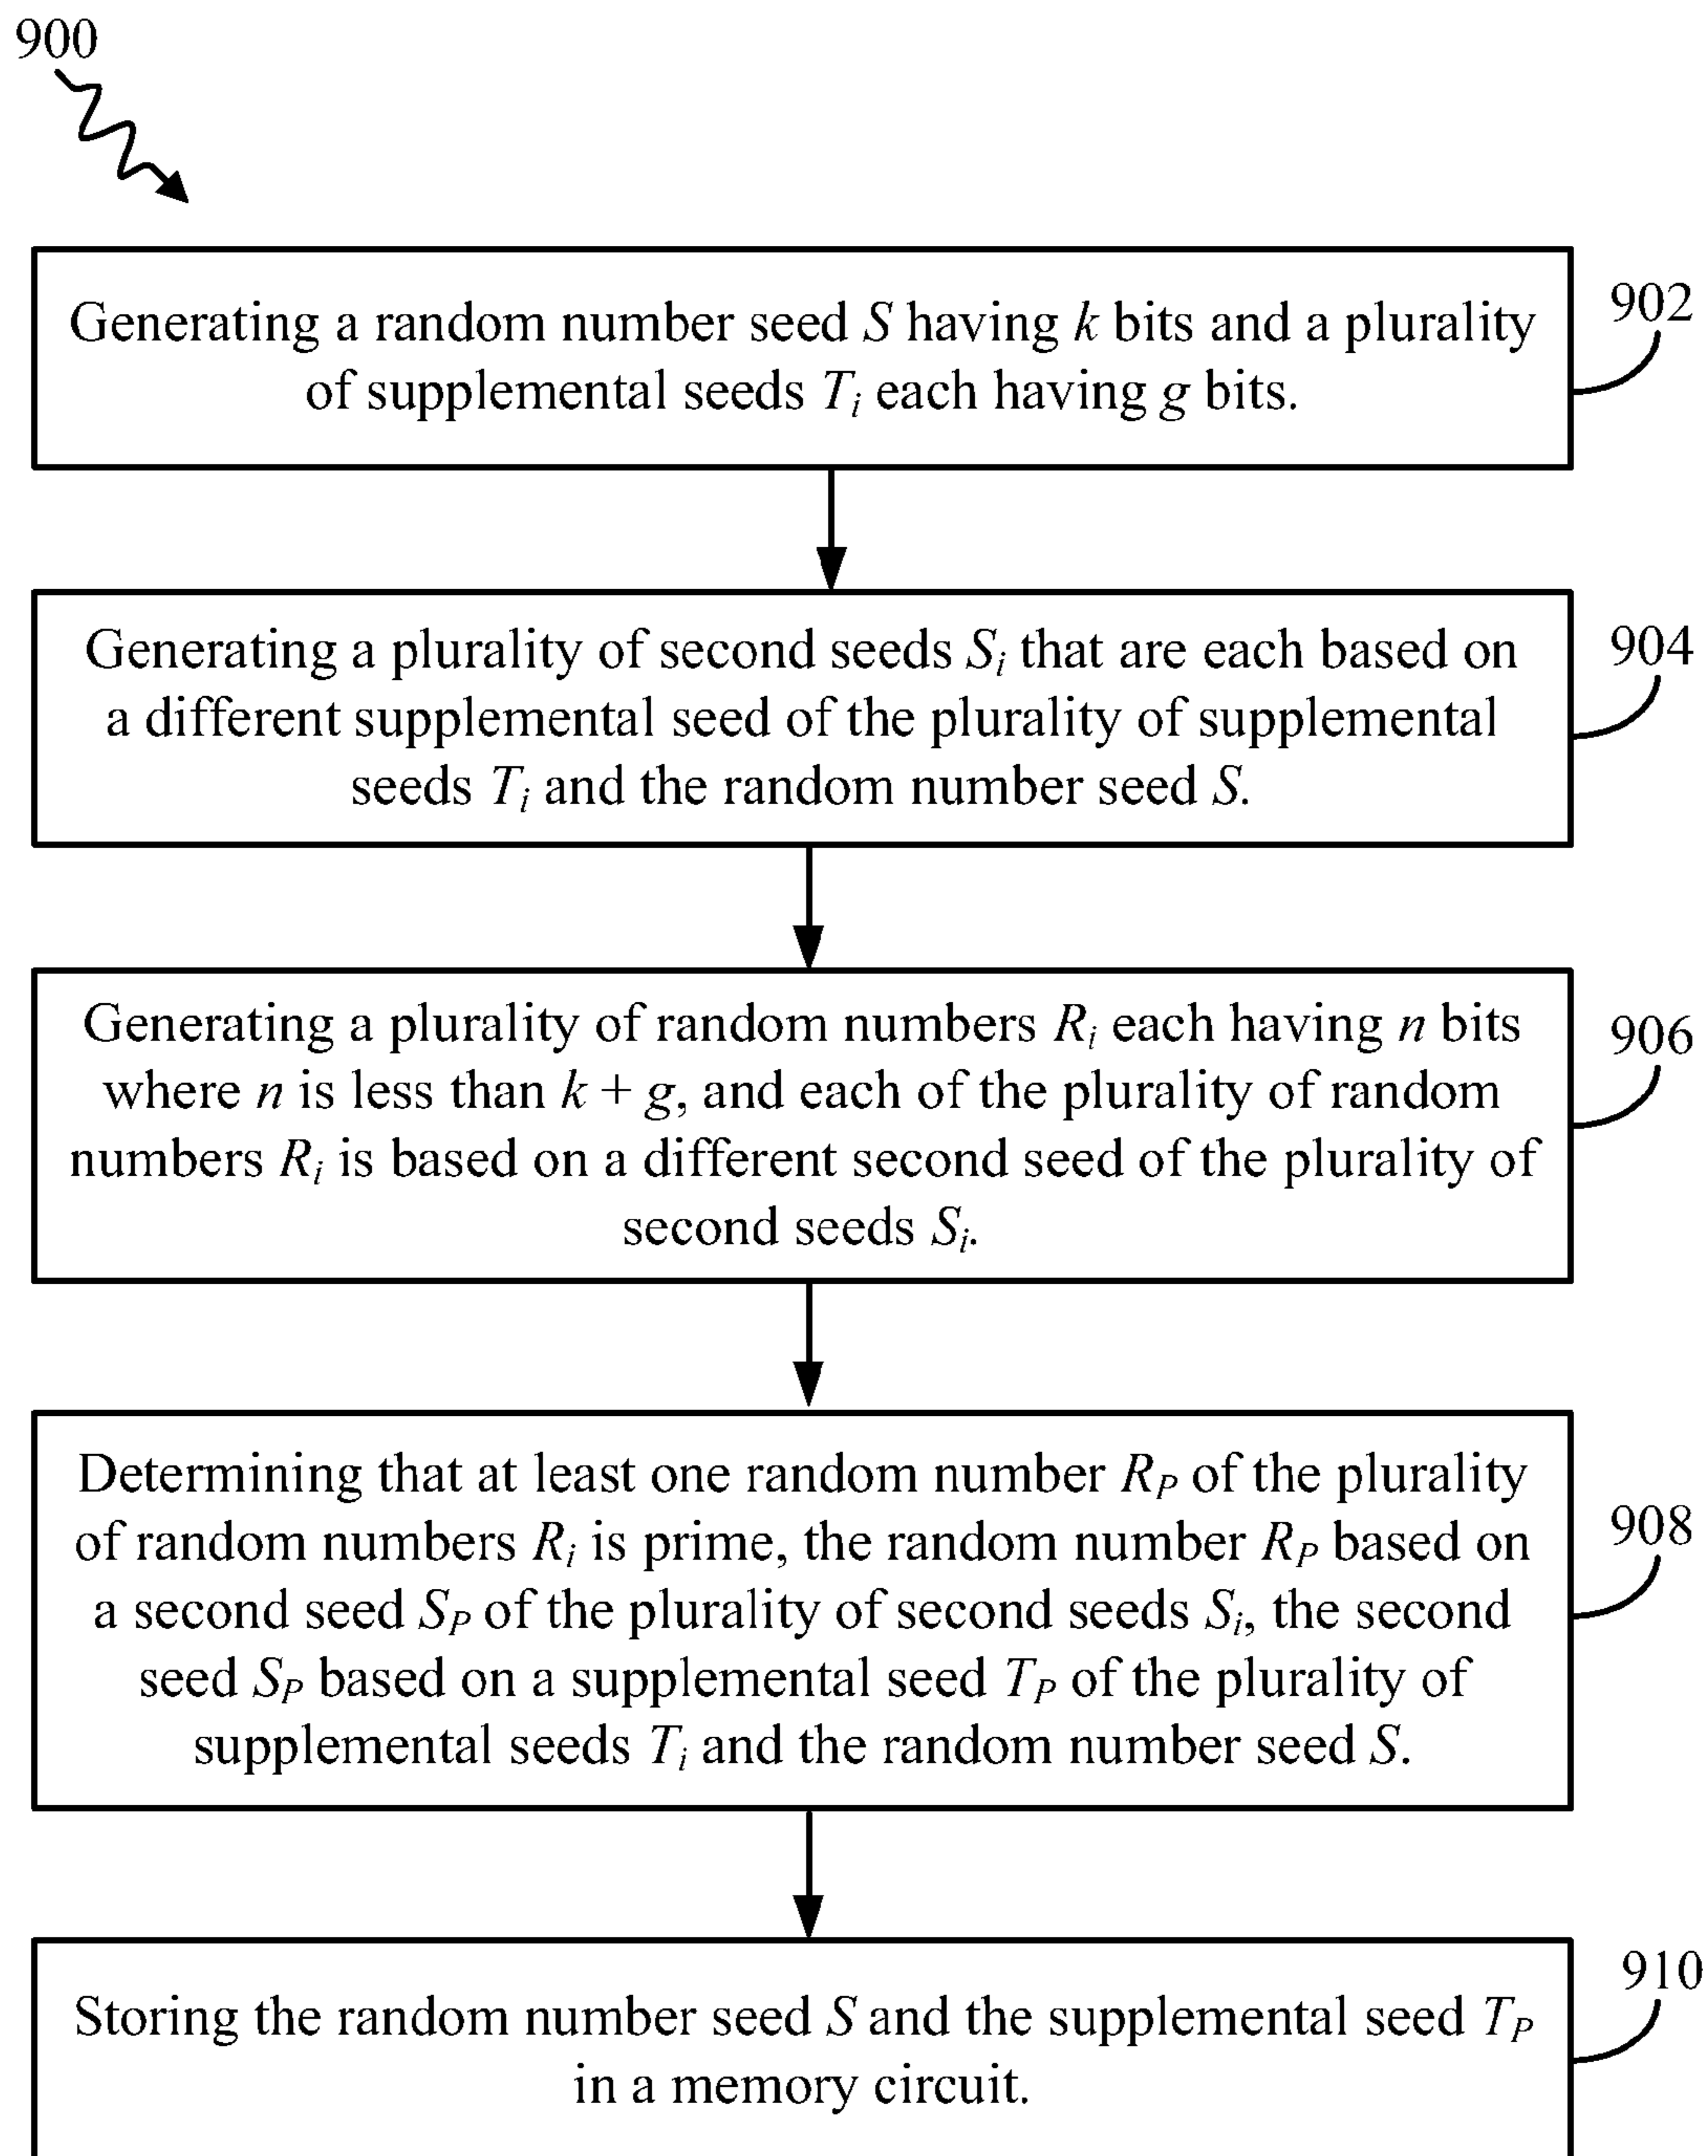 900
Generating a random number seed S having k bits and a plurality
of supplemental seeds Ti each having g bits.
902
Generating a plurality of second seeds Si that are each based on
a different supplemental seed of the plurality of supplemental
seeds Ti and the random number seed S.
904
Generating a plurality of random numbers Ri each having n bits
where n is less than k + g, and each of the plurality of random
numbers Ri is based on a different second seed of the plurality of
second seeds Si.
906
Determining that at least one random number RP of the plurality
of random numbers Ri is prime, the random number RP based on
a second seed SP of the plurality of second seeds Si, the second
seed SP based on a supplemental seed TP of the plurality of
supplemental seeds Ti and the random number seed S.
908
Storing the random number seed S and the supplemental seed TP
in a memory circuit.
910